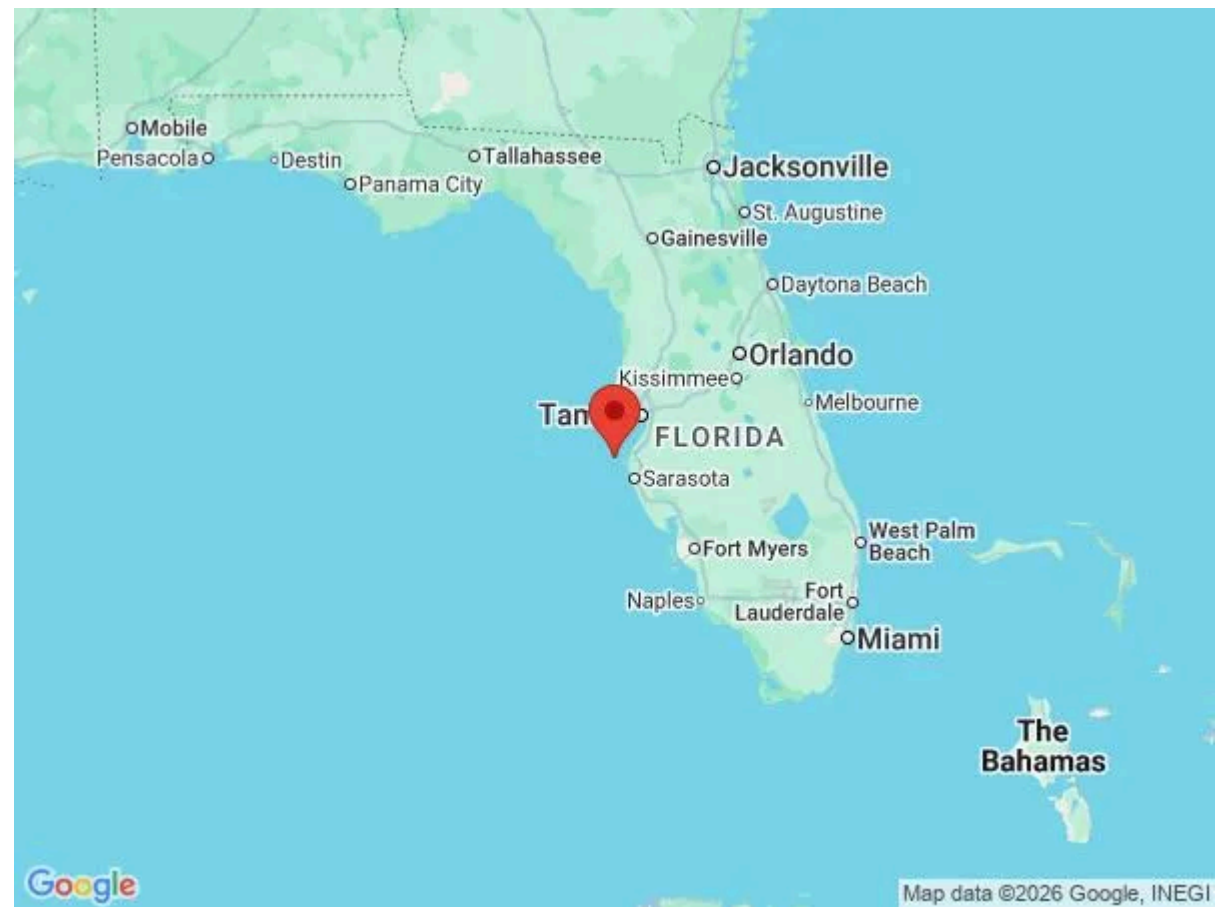 Mobile
Pensacola
Destin
Tallahassee
Panama City
Jacksonville
St. Augustine
Gainesville
Daytona Beach
Orlando
Kissimmee
Melbourne
Tam
FLORIDA
Sarasota
West Palm
Beach
Fort Myers
Naples
Fort
Lauderdale
Miami
The
Bahamas
Google
Map data ©2026 Google, INEGI